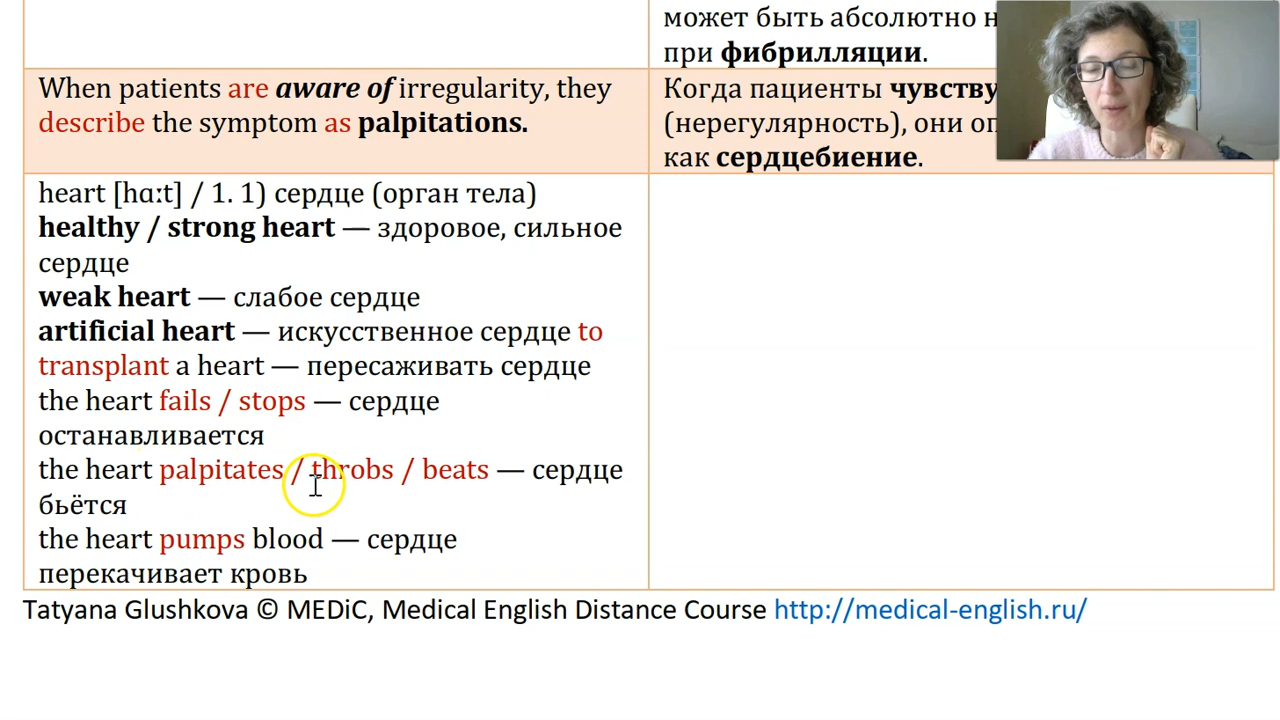 может быть абсолютно
при фибрилляции.
When patients are aware of irregularity, they
describe the symptom as palpitations.
Когда пациенты
(нерегулярность), они
как сердцебиение.
heart [hɑːt] / 1. 1) сердце (орган тела)
healthy / strong heart — здоровое, сильное
сердце
weak heart — слабое сердце
artificial heart — искусственное сердце to
transplant a heart — пересаживать сердце
the heart fails / stops — сердце
останавливается
the heart palpitates / throbs / beats — сердце
бьётся
the heart pumps blood — сердце
перекачивает кровь
Tatyana Glushkova © MEDiC, Medical English Distance Course http://medical-english.ru/